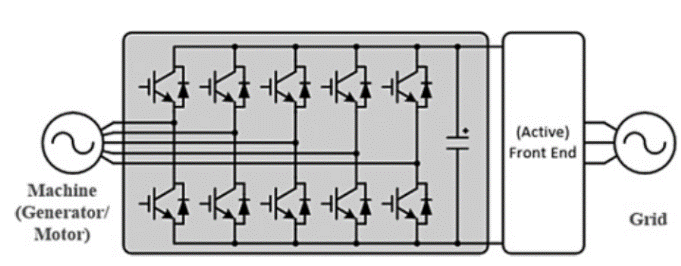 Machine
(Generator/
Motor)
(Active)
Front End
Grid